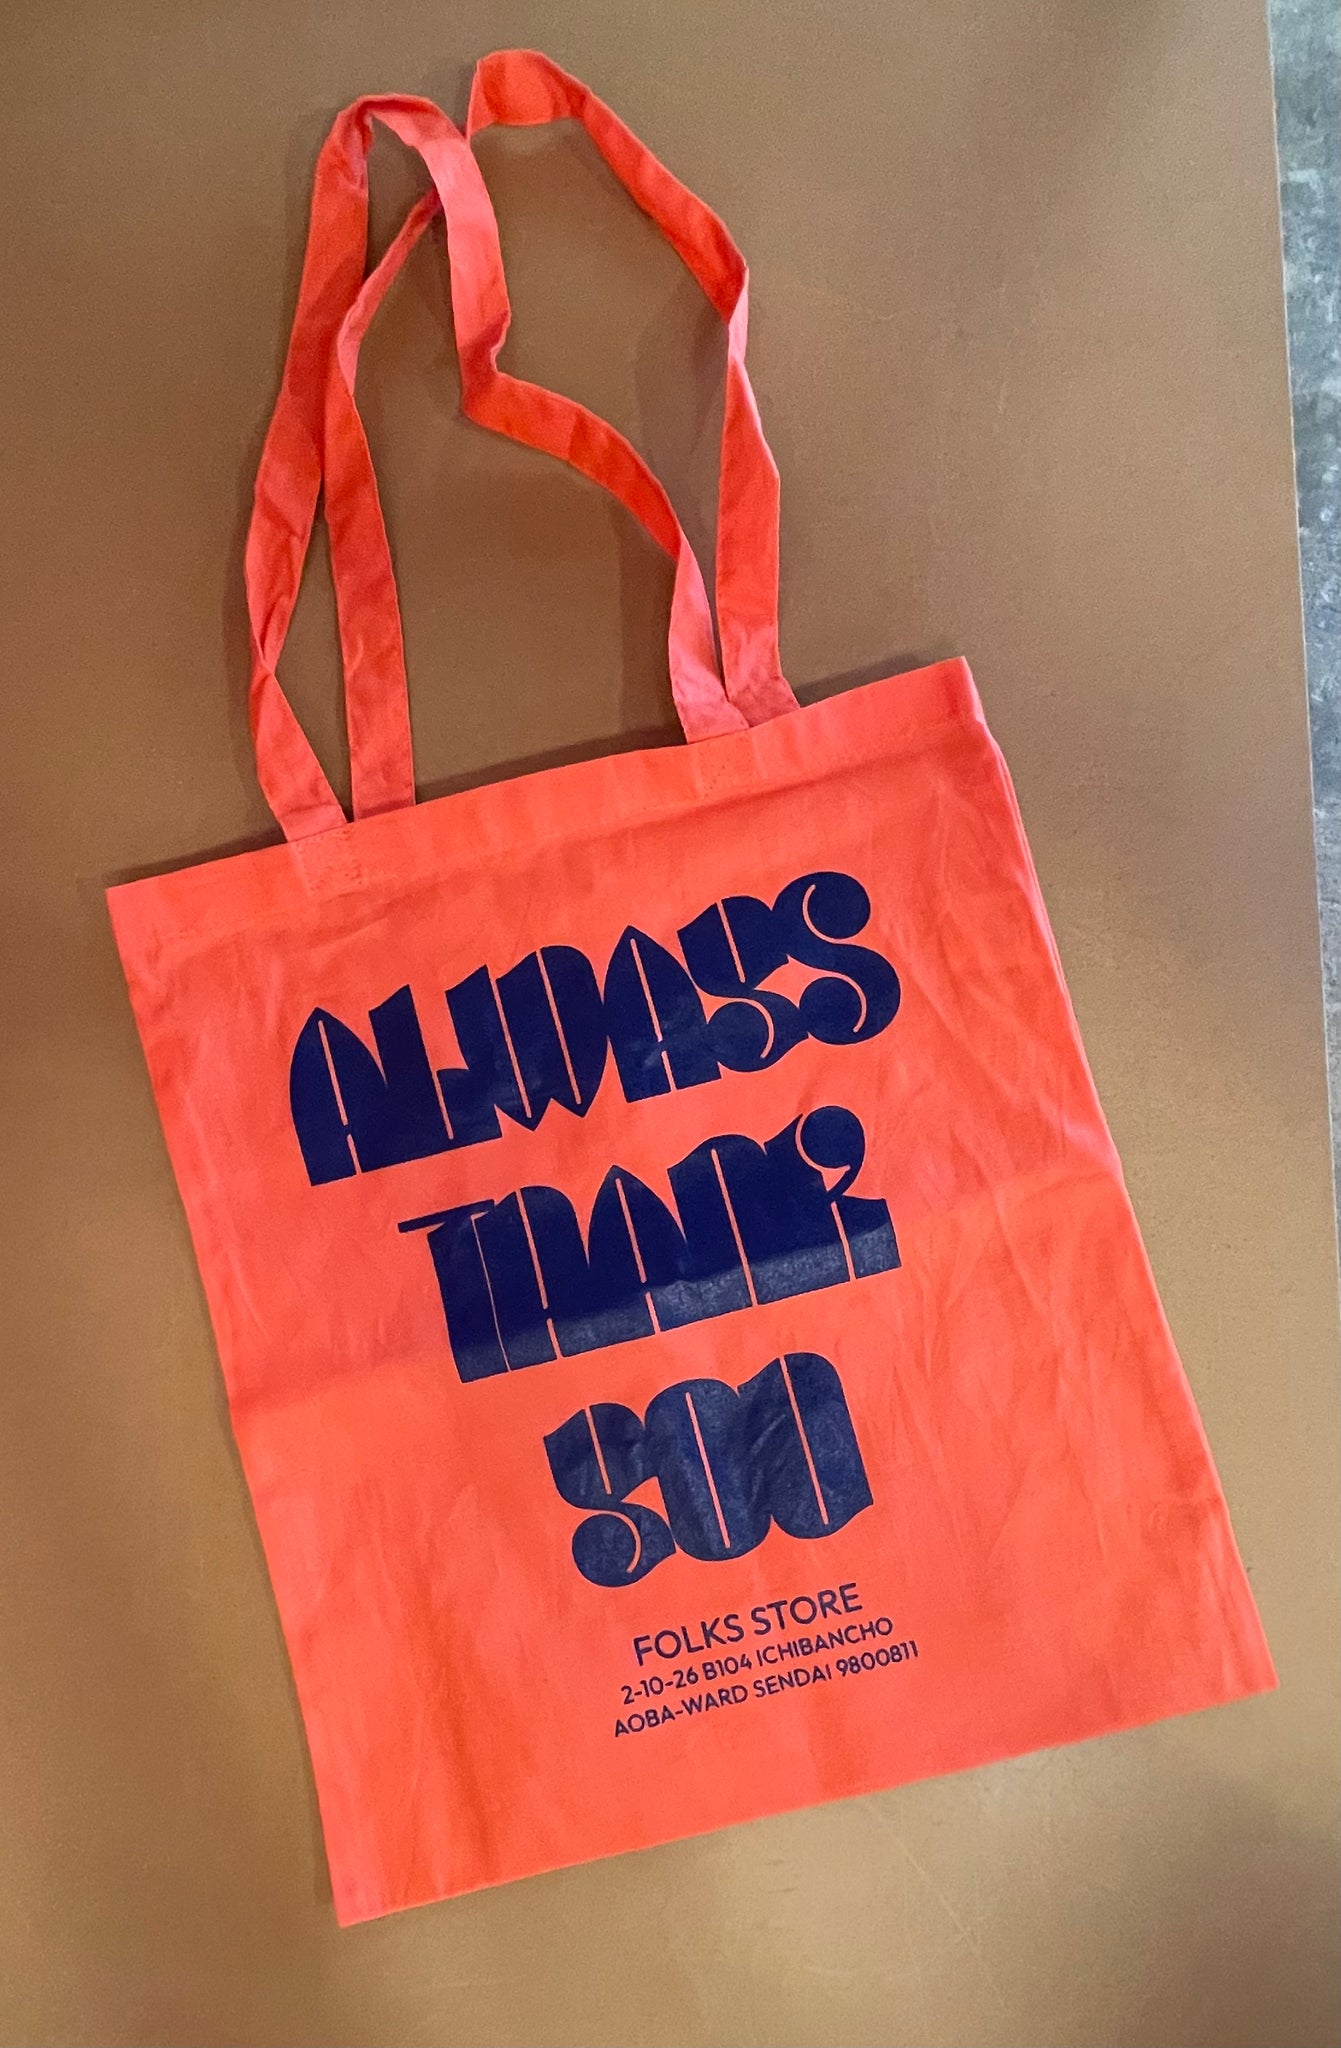 ALWAYS
THANK
YOU
FOLKS STORE
2-10-26 B104 ICHIBANCHO
AOBA-WARD SENDAI 9800811